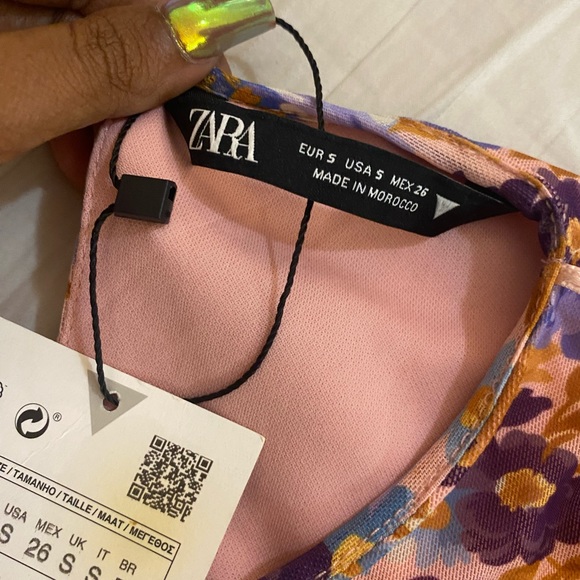 ZARA
EUR S USA S MEX 26
MADE IN MOROCCO
®
/TAMANHO/TAILLE/MAAT/ΜΕΓΕΘΟΣ
USA MEX UK IT BR
S 26 S S